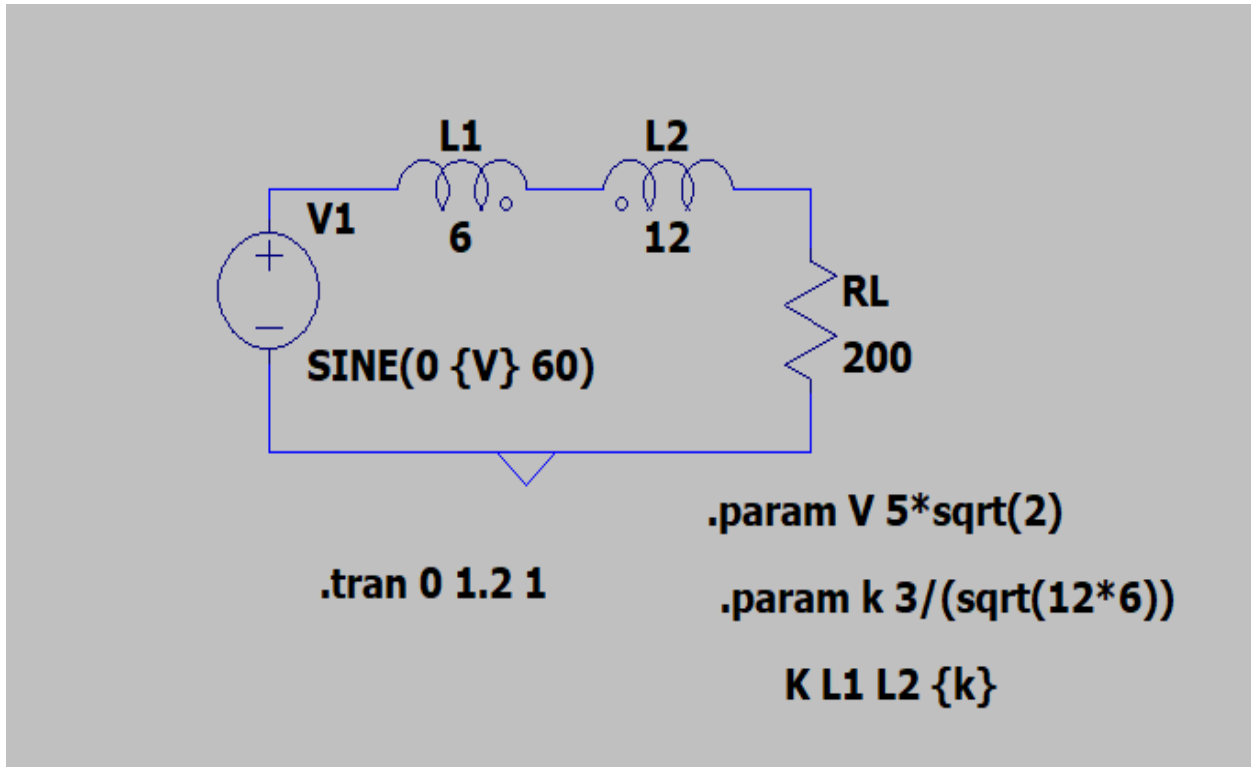 L1
L2
V1
6
12
RL
200
SINE(0 {V} 60)
.param V 5*sqrt(2)
.tran 0 1.2 1
.param k 3/(sqrt(12*6))
K L1 L2 {k}